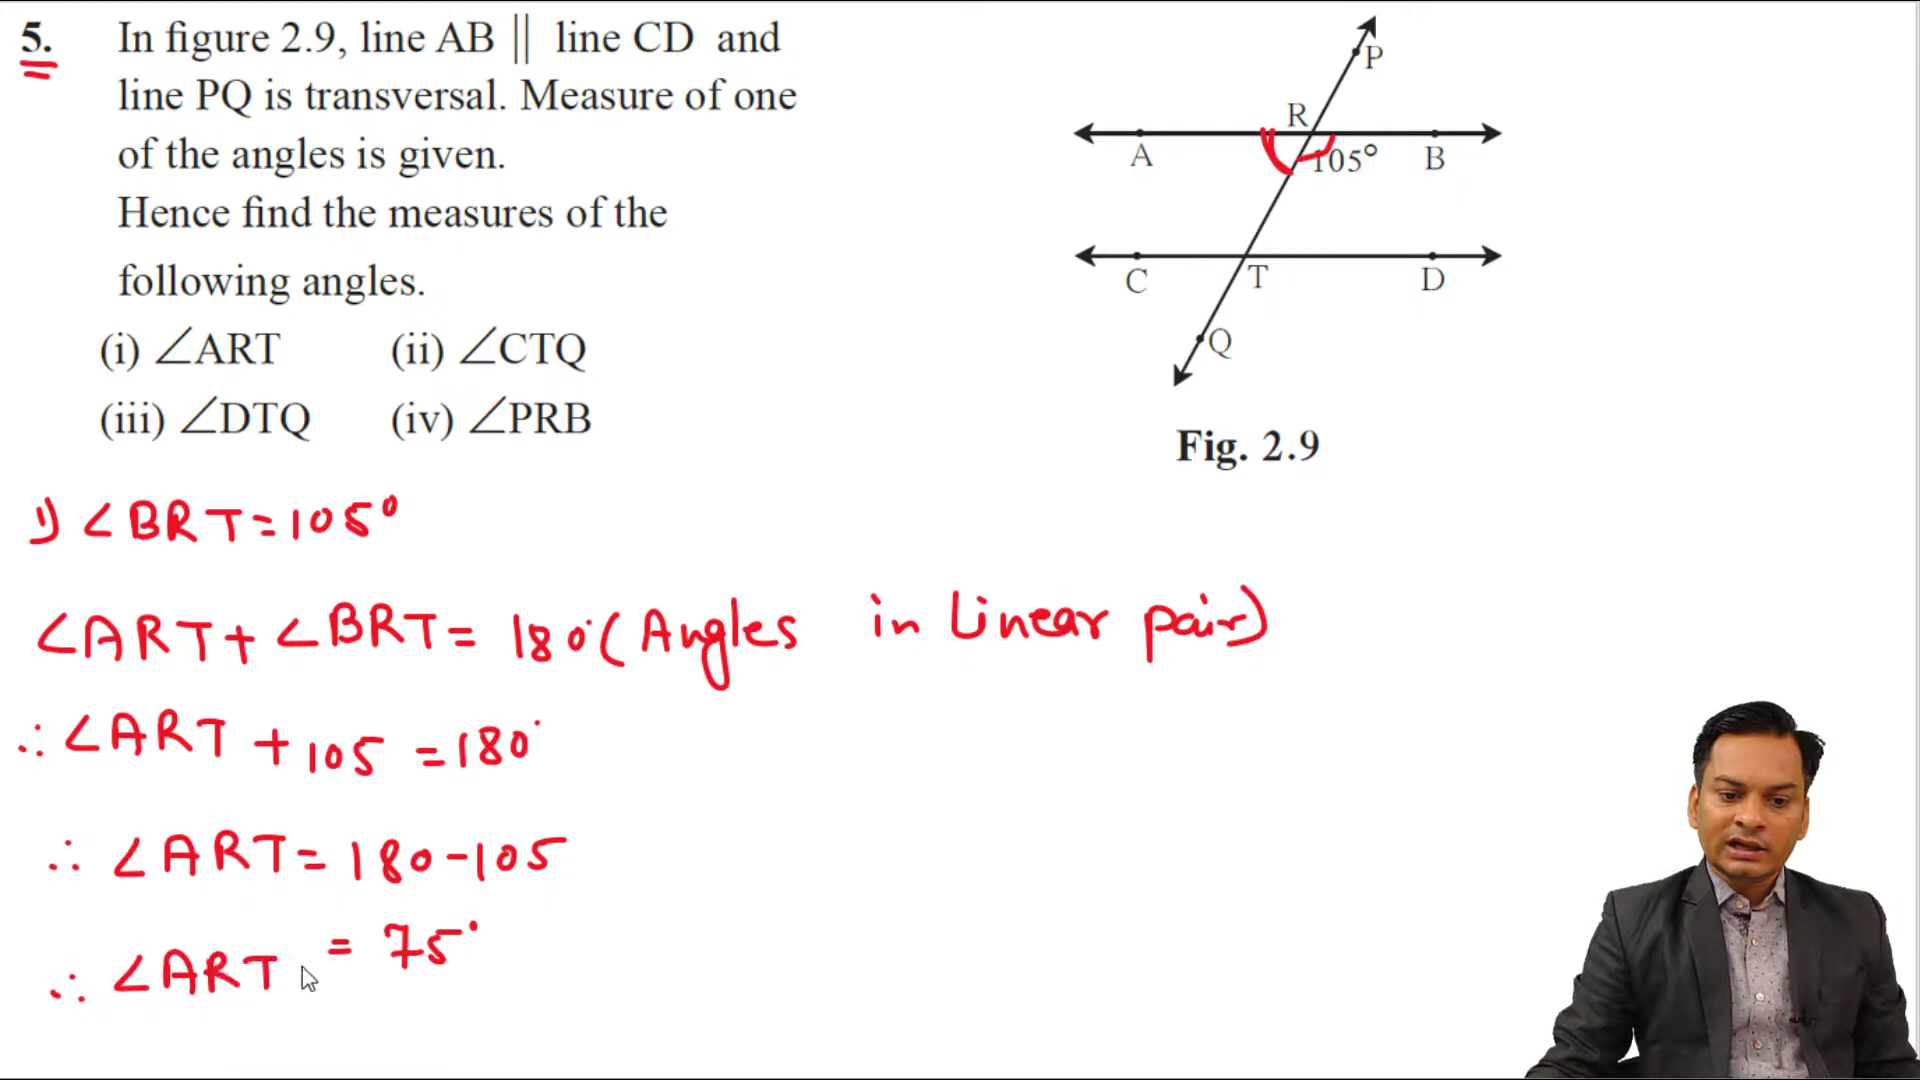 5. In figure 2.9, line AB || line CD and
line PQ is transversal. Measure of one
of the angles is given.
Hence find the measures of the
following angles.
(i) ∠ART (ii) ∠CTQ
(iii) ∠DTQ (iv) ∠PRB
P
R
A 105° B
C T D
Q
Fig. 2.9
1) ∠BRT = 105°
∠ART + ∠BRT = 180° (Angles in Linear pair)
∴ ∠ART + 105 = 180°
∴ ∠ART = 180 - 105
∴ ∠ART = 75°